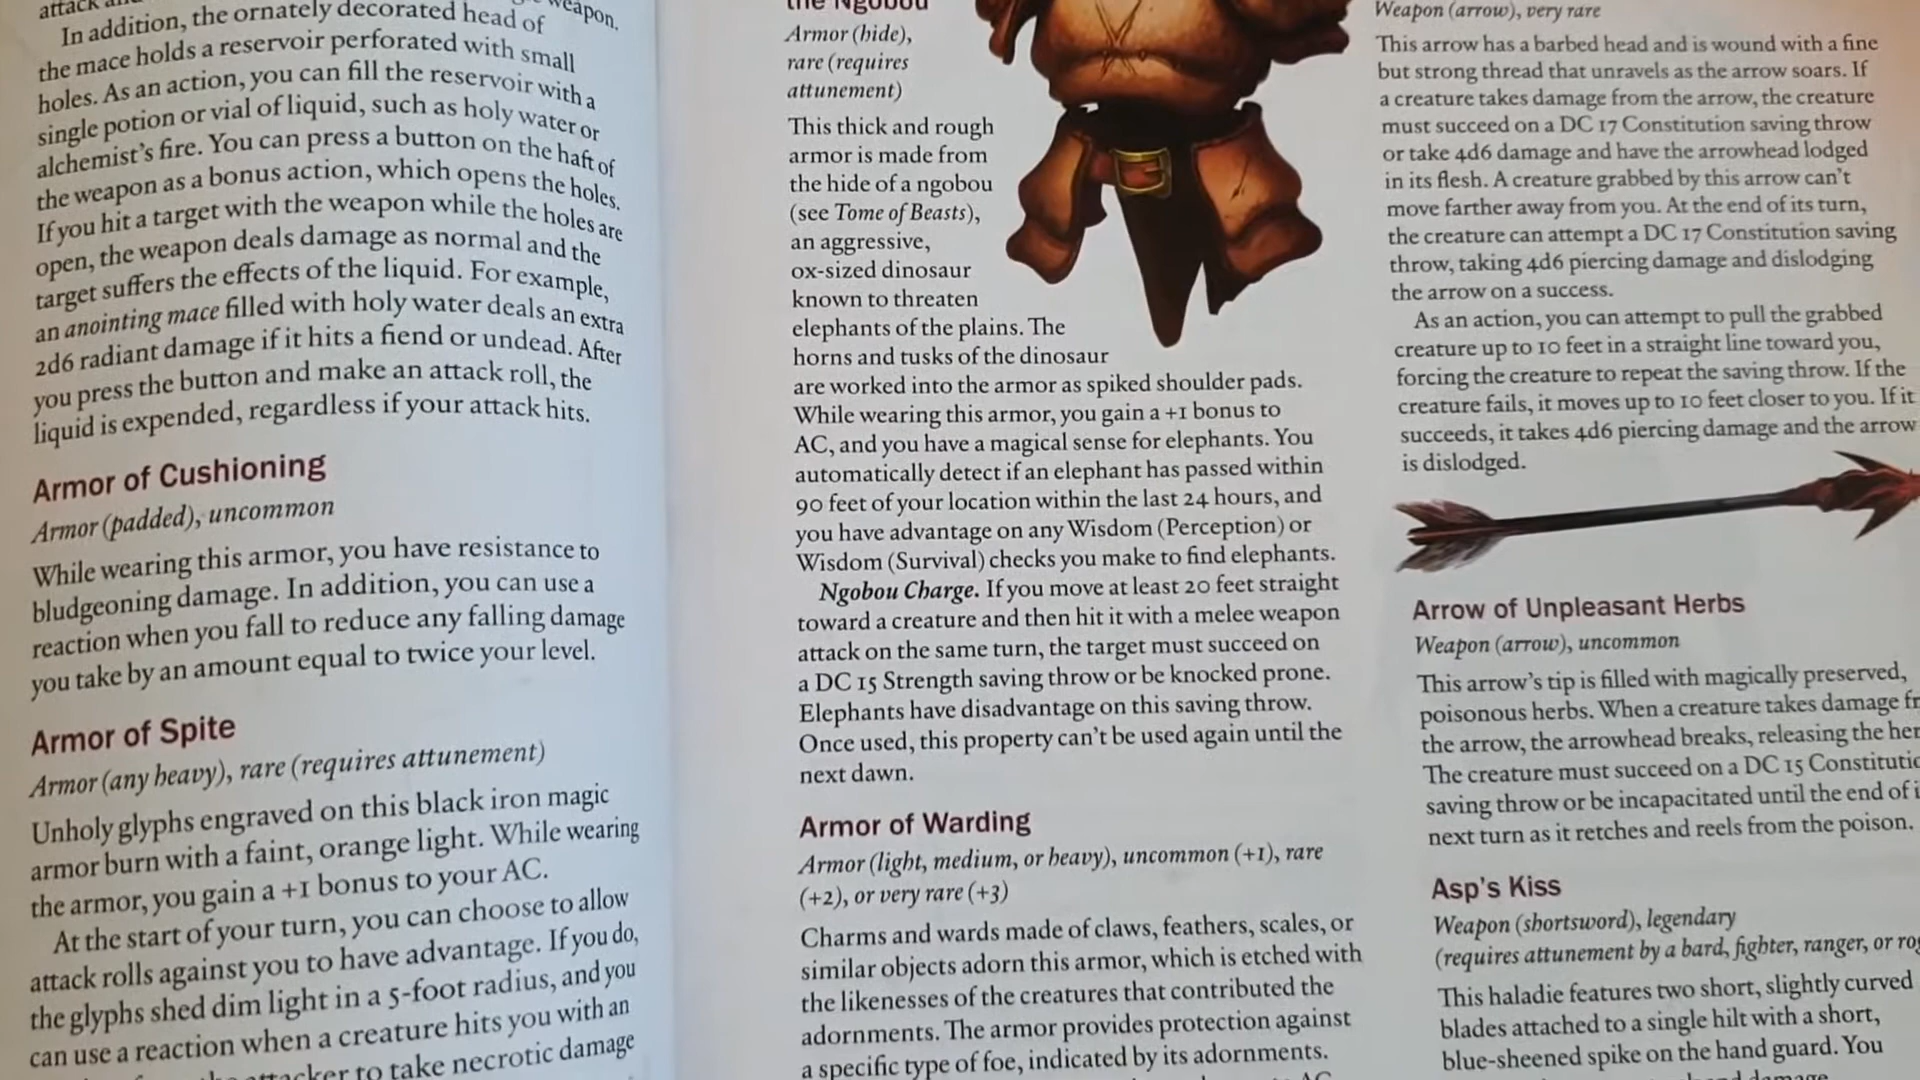 attack
weapon.
In addition, the ornately decorated head of
the mace holds a reservoir perforated with small
holes. As an action, you can fill the reservoir with a
single potion or vial of liquid, such as holy water or
alchemist's fire. You can press a button on the haft of
the weapon as a bonus action, which opens the holes.
If you hit a target with the weapon while the holes are
open, the weapon deals damage as normal and the
target suffers the effects of the liquid. For example,
an anointing mace filled with holy water deals an extra
2d6 radiant damage if it hits a fiend or undead. After
you press the button and make an attack roll, the
liquid is expended, regardless if your attack hits.
Armor of Cushioning
Armor (padded), uncommon
While wearing this armor, you have resistance to
bludgeoning damage. In addition, you can use a
reaction when you fall to reduce any falling damage
you take by an amount equal to twice your level.
Armor of Spite
Armor (any heavy), rare (requires attunement)
Unholy glyphs engraved on this black iron magic
armor burn with a faint, orange light. While wearing
the armor, you gain a +1 bonus to your AC.
At the start of your turn, you can choose to allow
attack rolls against you to have advantage. If you do,
the glyphs shed dim light in a 5-foot radius, and you
can use a reaction when a creature hits you with an
attacker to take necrotic damage
the Ngobou
Armor (hide),
rare (requires
attunement)
This thick and rough
armor is made from
the hide of a ngobou
(see Tome of Beasts),
an aggressive,
ox-sized dinosaur
known to threaten
elephants of the plains. The
horns and tusks of the dinosaur
are worked into the armor as spiked shoulder pads.
While wearing this armor, you gain a +1 bonus to
AC, and you have a magical sense for elephants. You
automatically detect if an elephant has passed within
90 feet of your location within the last 24 hours, and
you have advantage on any Wisdom (Perception) or
Wisdom (Survival) checks you make to find elephants.
Ngobou Charge. If you move at least 20 feet straight
toward a creature and then hit it with a melee weapon
attack on the same turn, the target must succeed on
a DC 15 Strength saving throw or be knocked prone.
Elephants have disadvantage on this saving throw.
Once used, this property can't be used again until the
next dawn.
Armor of Warding
Armor (light, medium, or heavy), uncommon (+1), rare
(+2), or very rare (+3)
Charms and wards made of claws, feathers, scales, or
similar objects adorn this armor, which is etched with
the likenesses of the creatures that contributed the
adornments. The armor provides protection against
a specific type of foe, indicated by its adornments.
AC
Weapon (arrow), very rare
This arrow has a barbed head and is wound with a fine
but strong thread that unravels as the arrow soars. If
a creature takes damage from the arrow, the creature
must succeed on a DC 17 Constitution saving throw
or take 4d6 damage and have the arrowhead lodged
in its flesh. A creature grabbed by this arrow can't
move farther away from you. At the end of its turn,
the creature can attempt a DC 17 Constitution saving
throw, taking 4d6 piercing damage and dislodging
the arrow on a success.
As an action, you can attempt to pull the grabbed
creature up to 10 feet in a straight line toward you,
forcing the creature to repeat the saving throw. If the
creature fails, it moves up to 10 feet closer to you. If it
succeeds, it takes 4d6 piercing damage and the arrow
is dislodged.
Arrow of Unpleasant Herbs
Weapon (arrow), uncommon
This arrow's tip is filled with magically preserved,
poisonous herbs. When a creature takes damage fr
the arrow, the arrowhead breaks, releasing the her
The creature must succeed on a DC 15 Constitutio
saving throw or be incapacitated until the end of i
next turn as it retches and reels from the poison.
Asp's Kiss
Weapon (shortsword), legendary
(requires attunement by a bard, fighter, ranger, or ro
This haladie features two short, slightly curved
blades attached to a single hilt with a short,
blue-sheened spike on the hand guard. You
damage